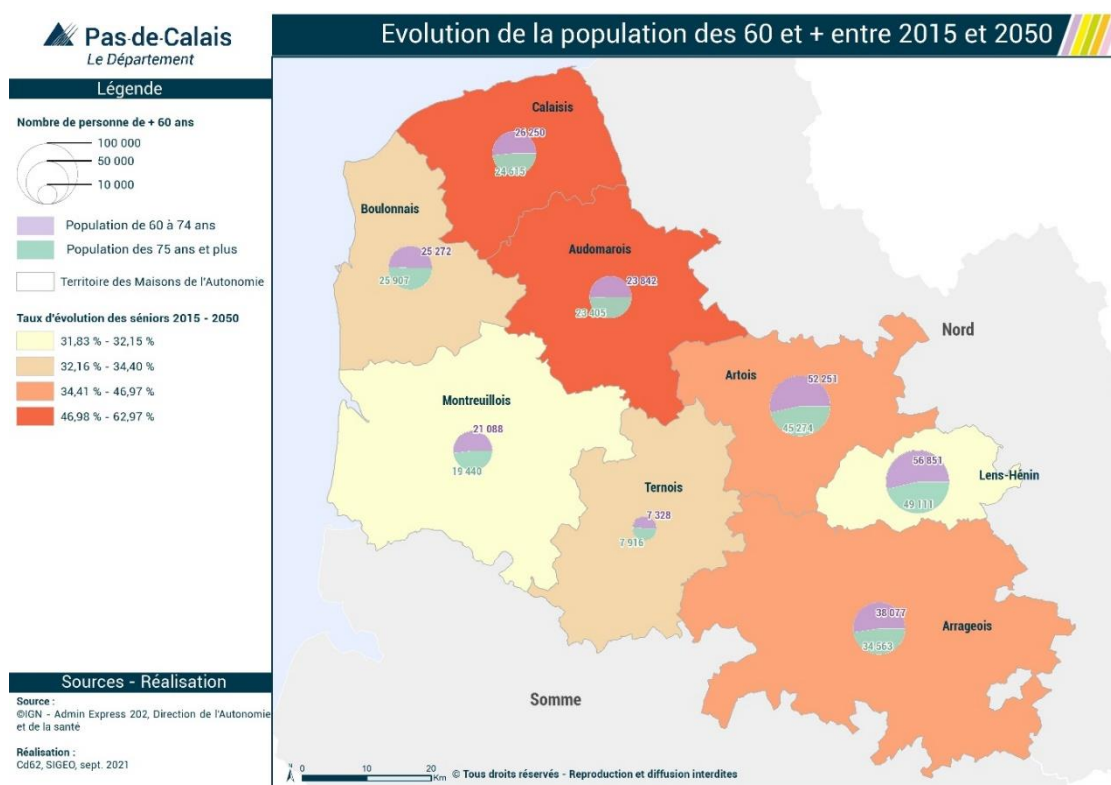 Pas-de-Calais
Le Département
Evolution de la population des 60 et + entre 2015 et 2050
Légende
Nombre de personne de + 60 ans
100 000
50 000
10 000
Population de 60 à 74 ans
Population des 75 ans et plus
Territoire des Maisons de l'Autonomie
Taux d'évolution des séniors 2015 - 2050
31,83 % - 32,15 %
32,16 % - 34,40 %
34,41 % - 46,97 %
46,98 % - 62,97 %
Calaisis
26 250
24 615
Boulonnais
25 272
25 907
Audomarois
23 842
23 405
Nord
Artois
52 251
45 274
Montreuillois
21 088
19 440
Lens-Hénin
56 851
49 111
Ternois
7 328
7 916
Arrageois
38 077
34 563
Somme
Sources - Réalisation
Source :
©IGN - Admin Express 202, Direction de l'Autonomie
et de la santé
Réalisation :
Cd62, SIGEO, sept. 2021
N
0 10 20
Km
© Tous droits réservés - Reproduction et diffusion interdites